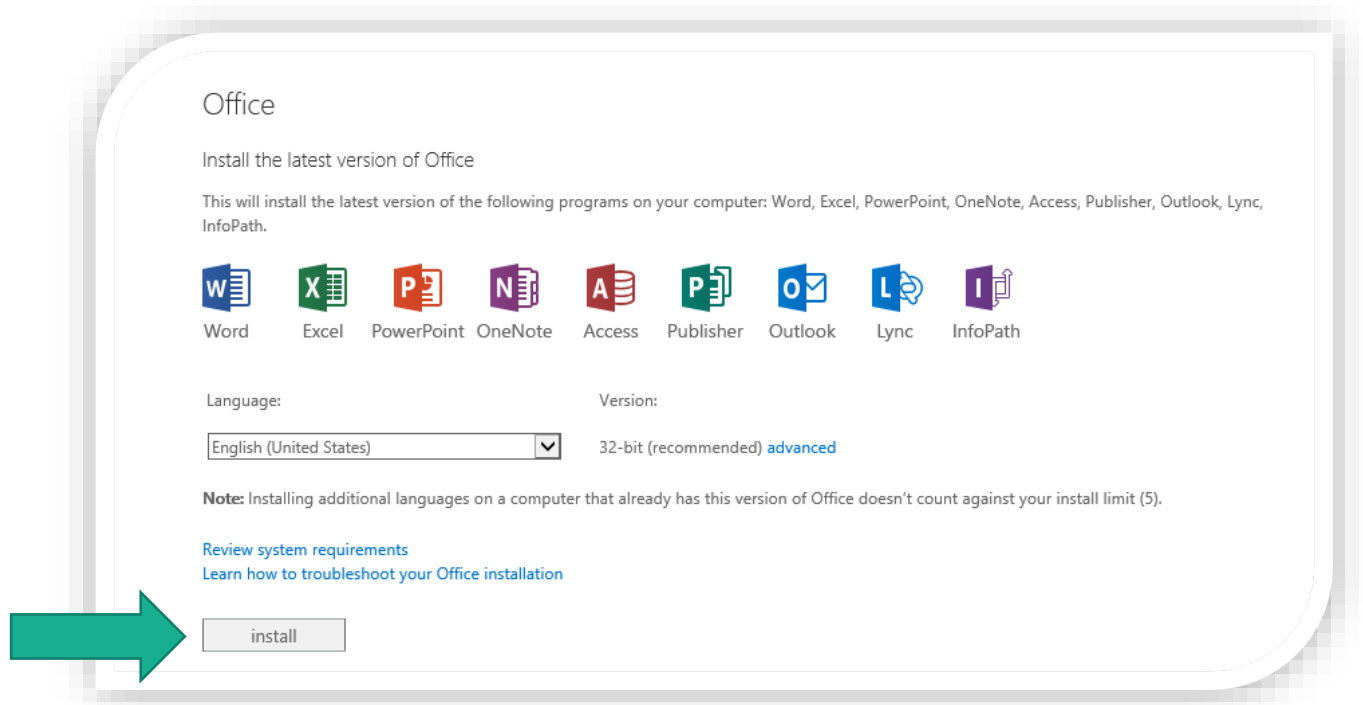 Office
Install the latest version of Office
This will install the latest version of the following programs on your computer: Word, Excel, PowerPoint, OneNote, Access, Publisher, Outlook, Lync,
InfoPath.
W X P N A P O L I
Word Excel PowerPoint OneNote Access Publisher Outlook Lync InfoPath
Language: Version:
English (United States) 32-bit (recommended) advanced
Note: Installing additional languages on a computer that already has this version of Office doesn't count against your install limit (5).
Review system requirements
Learn how to troubleshoot your Office installation
install